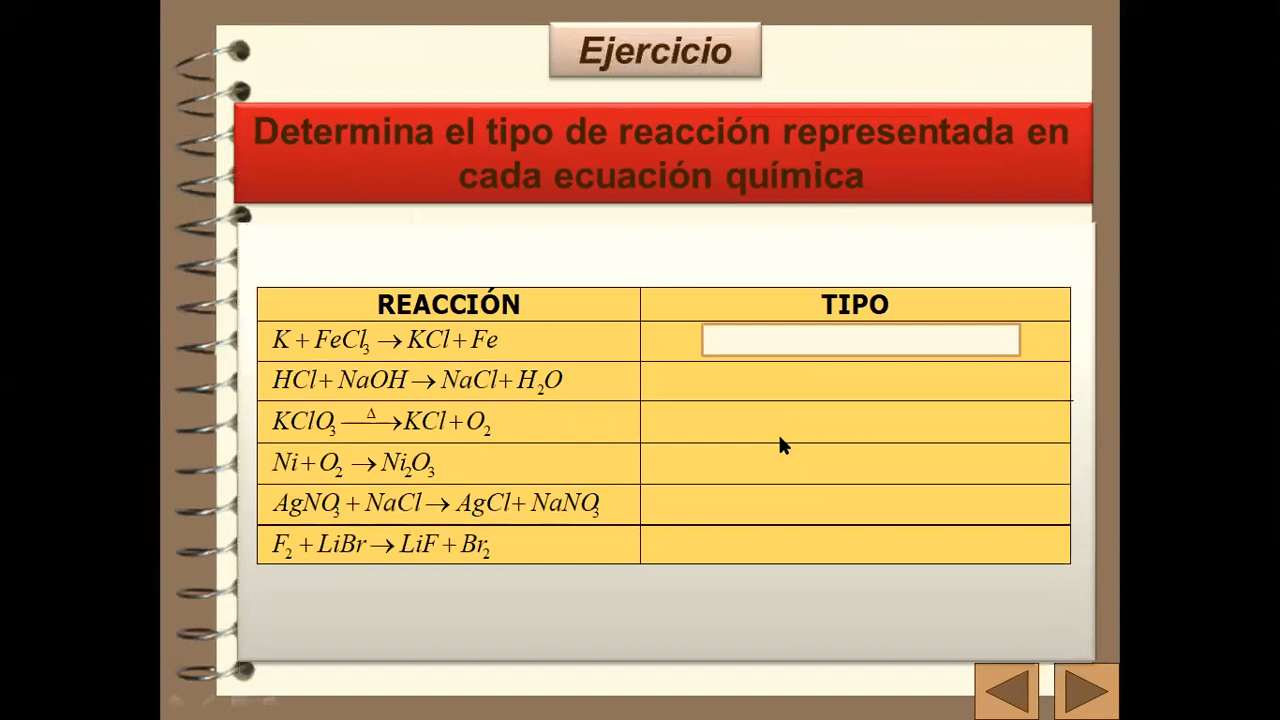 Ejercicio
Determina el tipo de reacción representada en
cada ecuación química
REACCIÓN TIPO
K + FeCl₃ → KCl + Fe
HCl + NaOH → NaCl + H₂O
KClO₃ —Δ→ KCl + O₂
Ni + O₂ → Ni₂O₃
AgNO₃ + NaCl → AgCl + NaNO₃
F₂ + LiBr → LiF + Br₂